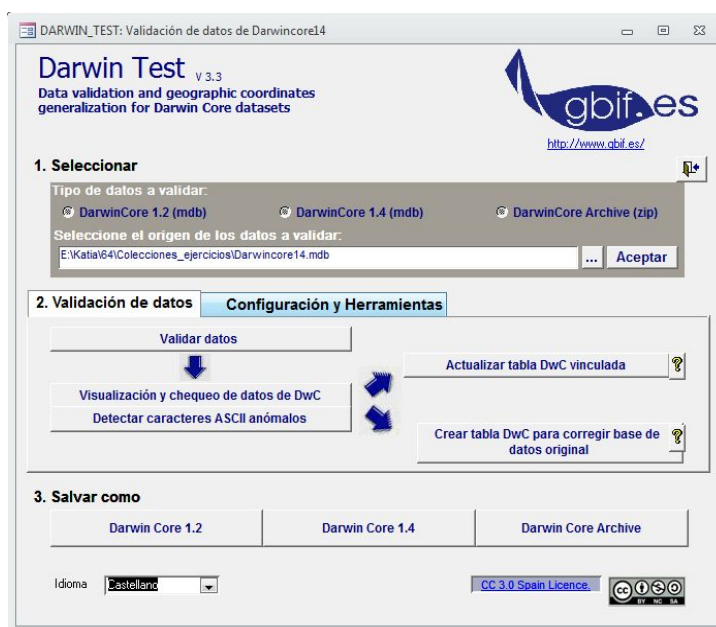 DARWIN_TEST: Validación de datos de Darwincore14
Darwin Test V 3.3
Data validation and geographic coordinates
generalization for Darwin Core datasets
gbif.es
http://www.gbif.es/
1. Seleccionar
Tipo de datos a validar:
DarwinCore 1.2 (mdb)
DarwinCore 1.4 (mdb)
DarwinCore Archive (zip)
Seleccione el origen de los datos a validar:
E:\Katia\64\Colecciones_ejercicios\Darwincore14.mdb
...
Aceptar
2. Validación de datos
Configuración y Herramientas
Validar datos
Visualización y chequeo de datos de DwC
Detectar caracteres ASCII anómalos
Actualizar tabla DwC vinculada
?
Crear tabla DwC para corregir base de
datos original
?
3. Salvar como
Darwin Core 1.2
Darwin Core 1.4
Darwin Core Archive
Idioma
Castellano
CC 3.0 Spain Licence.
cc
BY NC SA